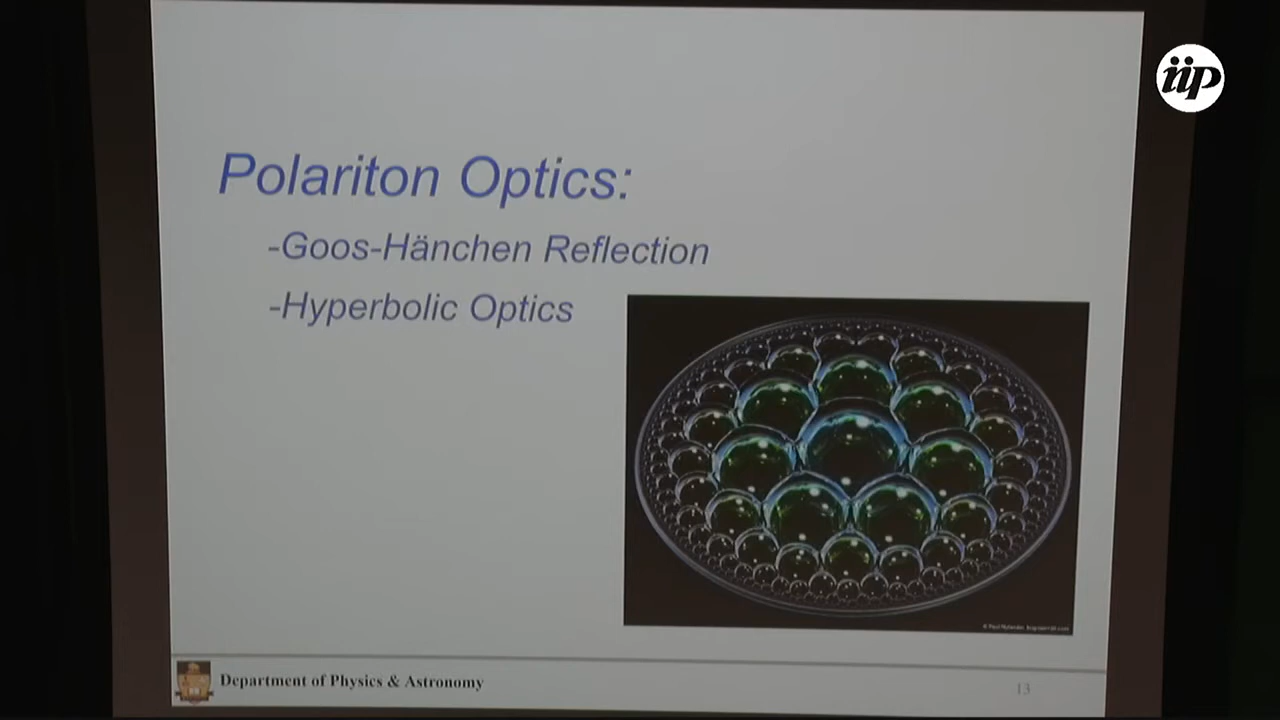 iip
Polariton Optics:
-Goos-Hänchen Reflection
-Hyperbolic Optics
Department of Physics & Astronomy
13